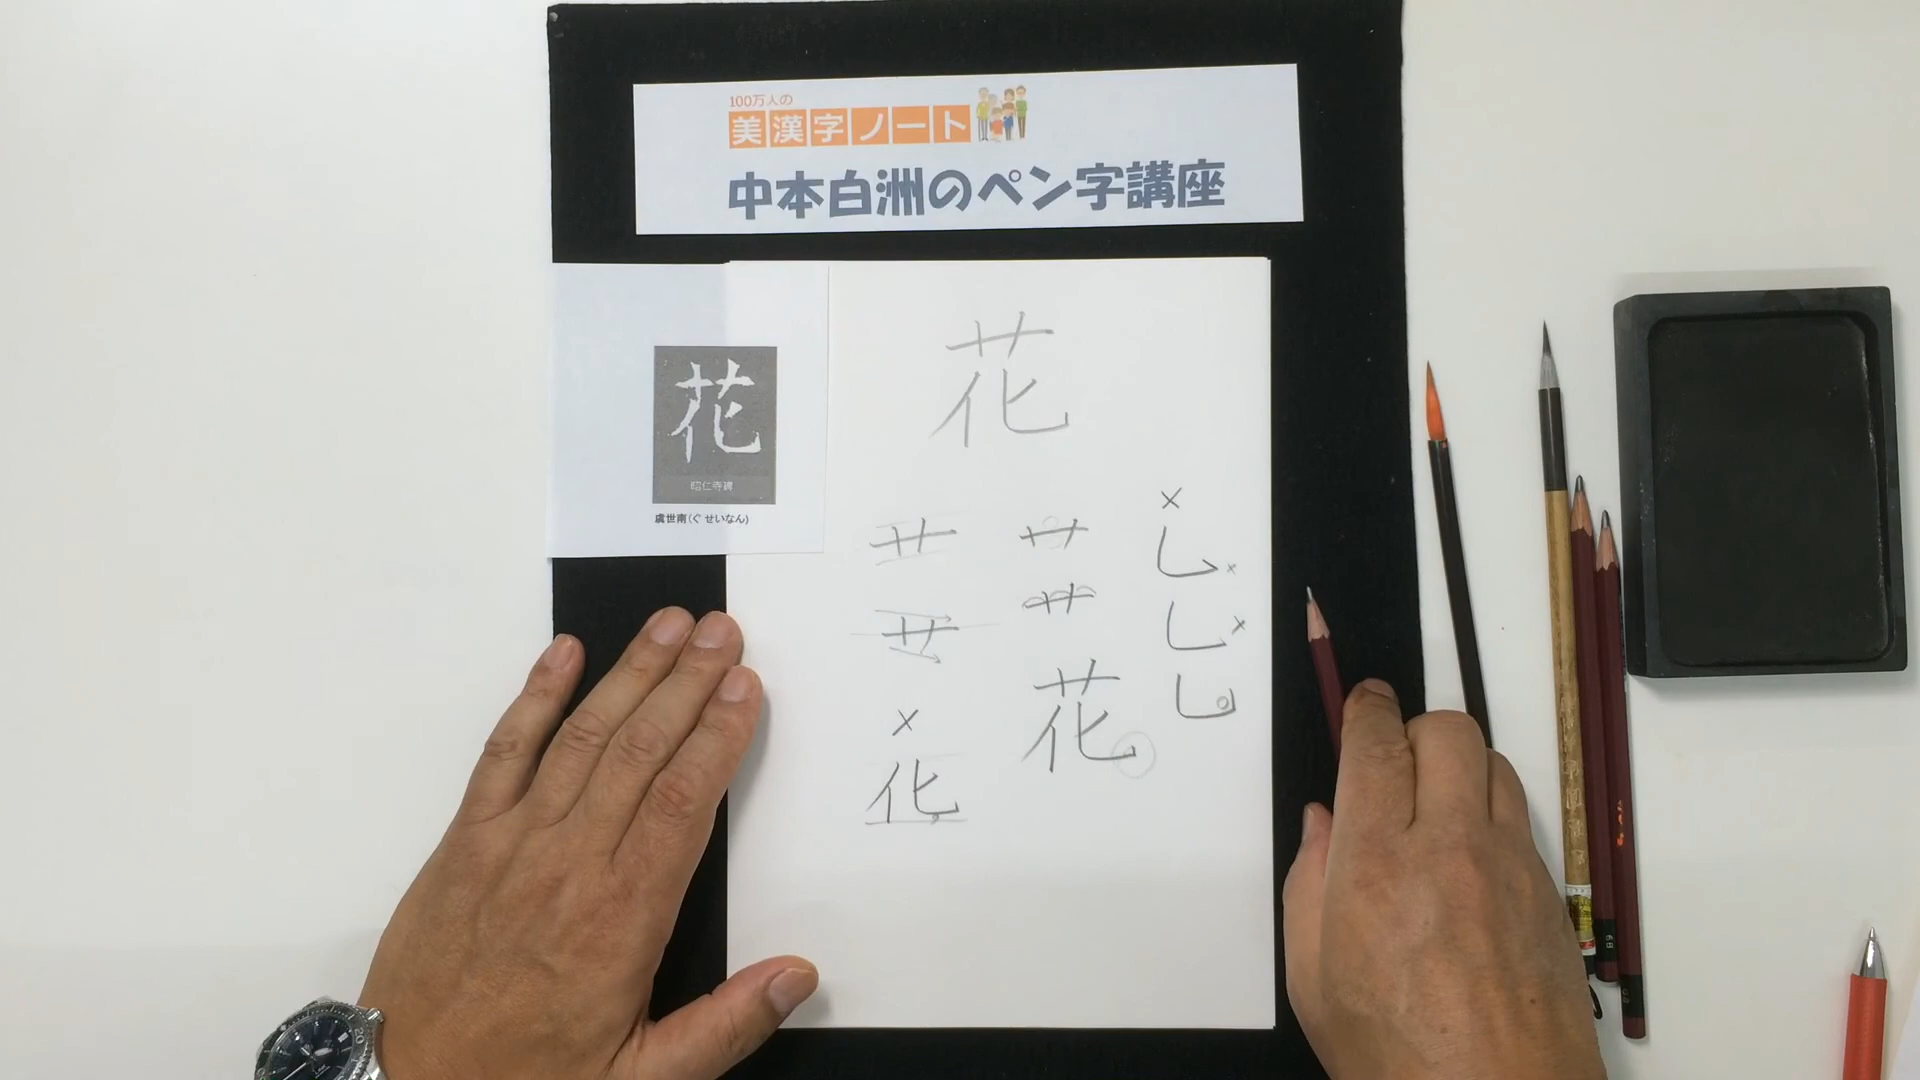 100万人の
美漢字ノート
中本白洲のペン字講座
花
昭仁寺碑
虞世南(ぐ せいなん)
花
花
化
6B